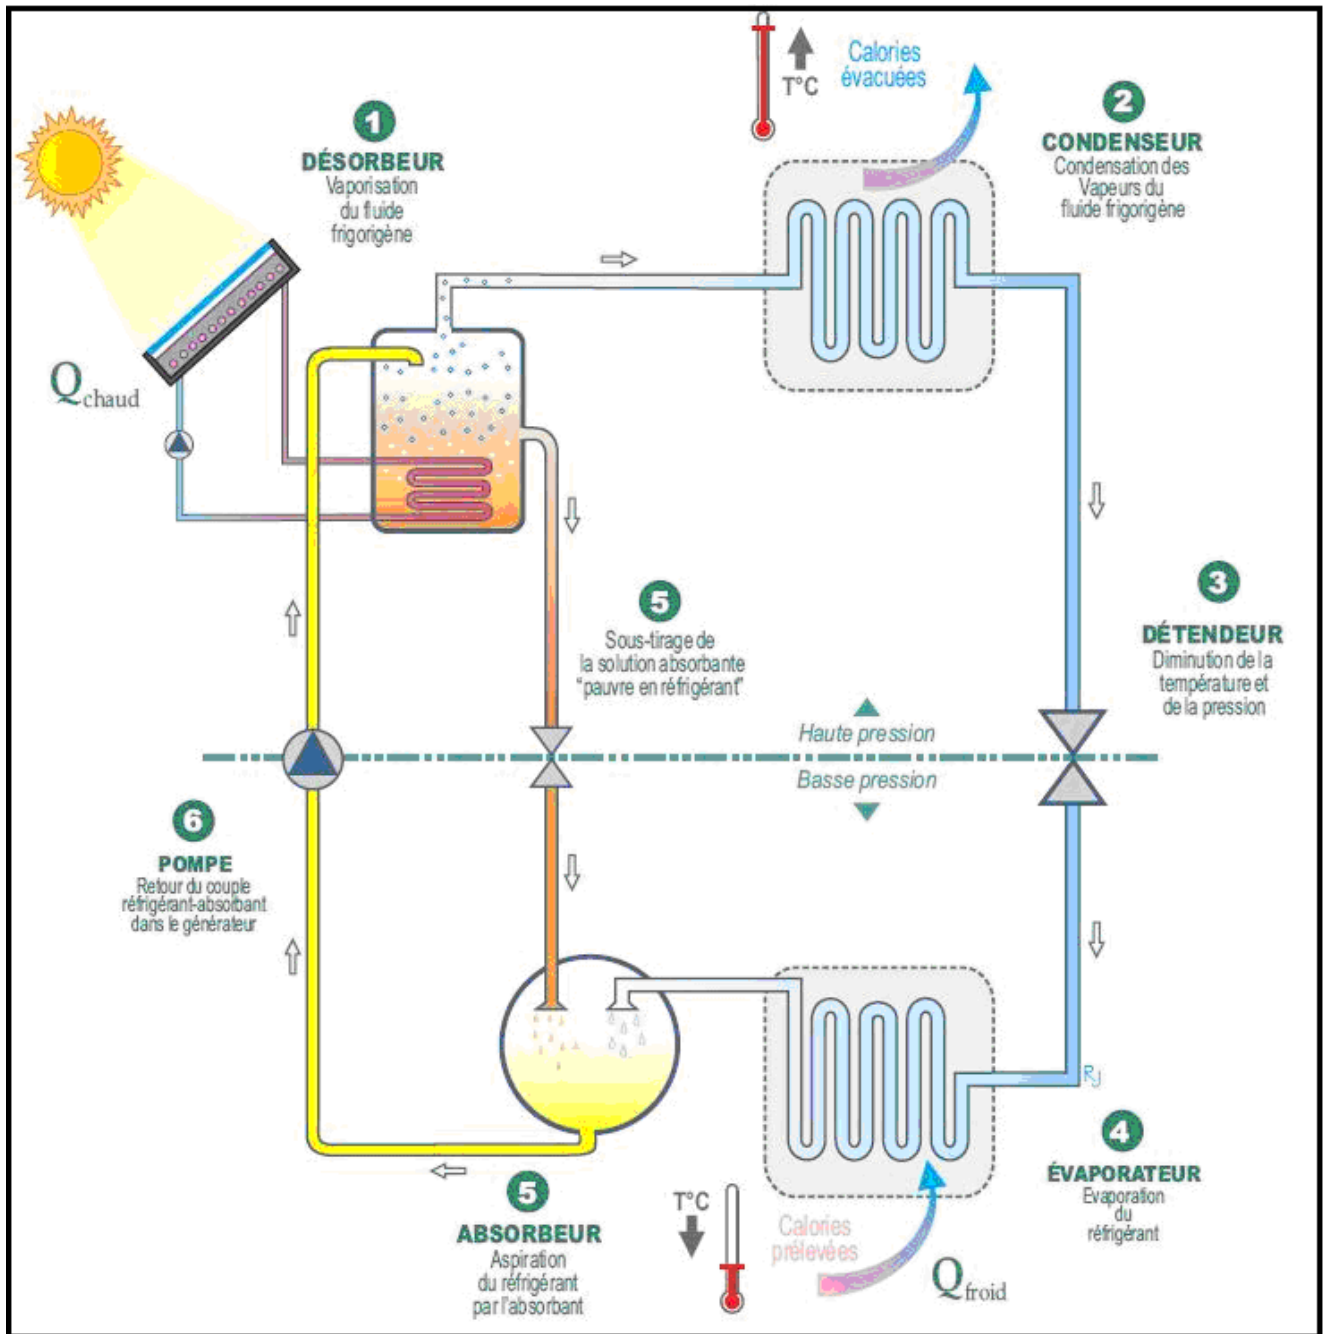 T°C
Calories
évacuées
2
CONDENSEUR
Condensation des
Vapeurs du
fluide frigorigène
1
DÉSORBEUR
Vaporisation
du fluide
frigorigène
Qchaud
5
Sous-tirage de
la solution absorbante
"pauvre en réfrigérant"
3
DÉTENDEUR
Diminution de la
température et
de la pression
Haute pression
Basse pression
6
POMPE
Retour du couple
réfrigérant-absorbant
dans le générateur
RJ
4
ÉVAPORATEUR
Evaporation
du
réfrigérant
5
ABSORBEUR
Aspiration
du réfrigérant
par l'absorbant
T°C
Calories
prélevées
Qfroid